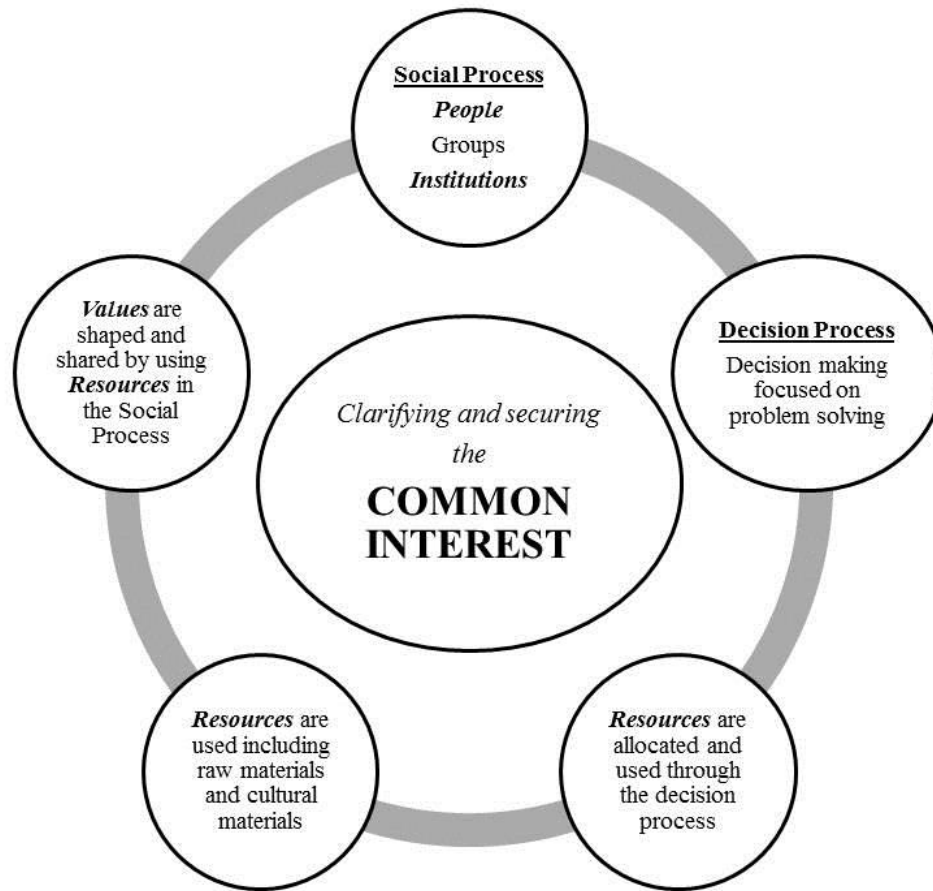 Social Process
People
Groups
Institutions
Decision Process
Decision making
focused on
problem solving
Resources are
allocated and
used through
the decision
process
Resources are
used including
raw materials
and cultural
materials
Values are
shaped and
shared by using
Resources in
the Social
Process
Clarifying and securing
the
COMMON
INTEREST